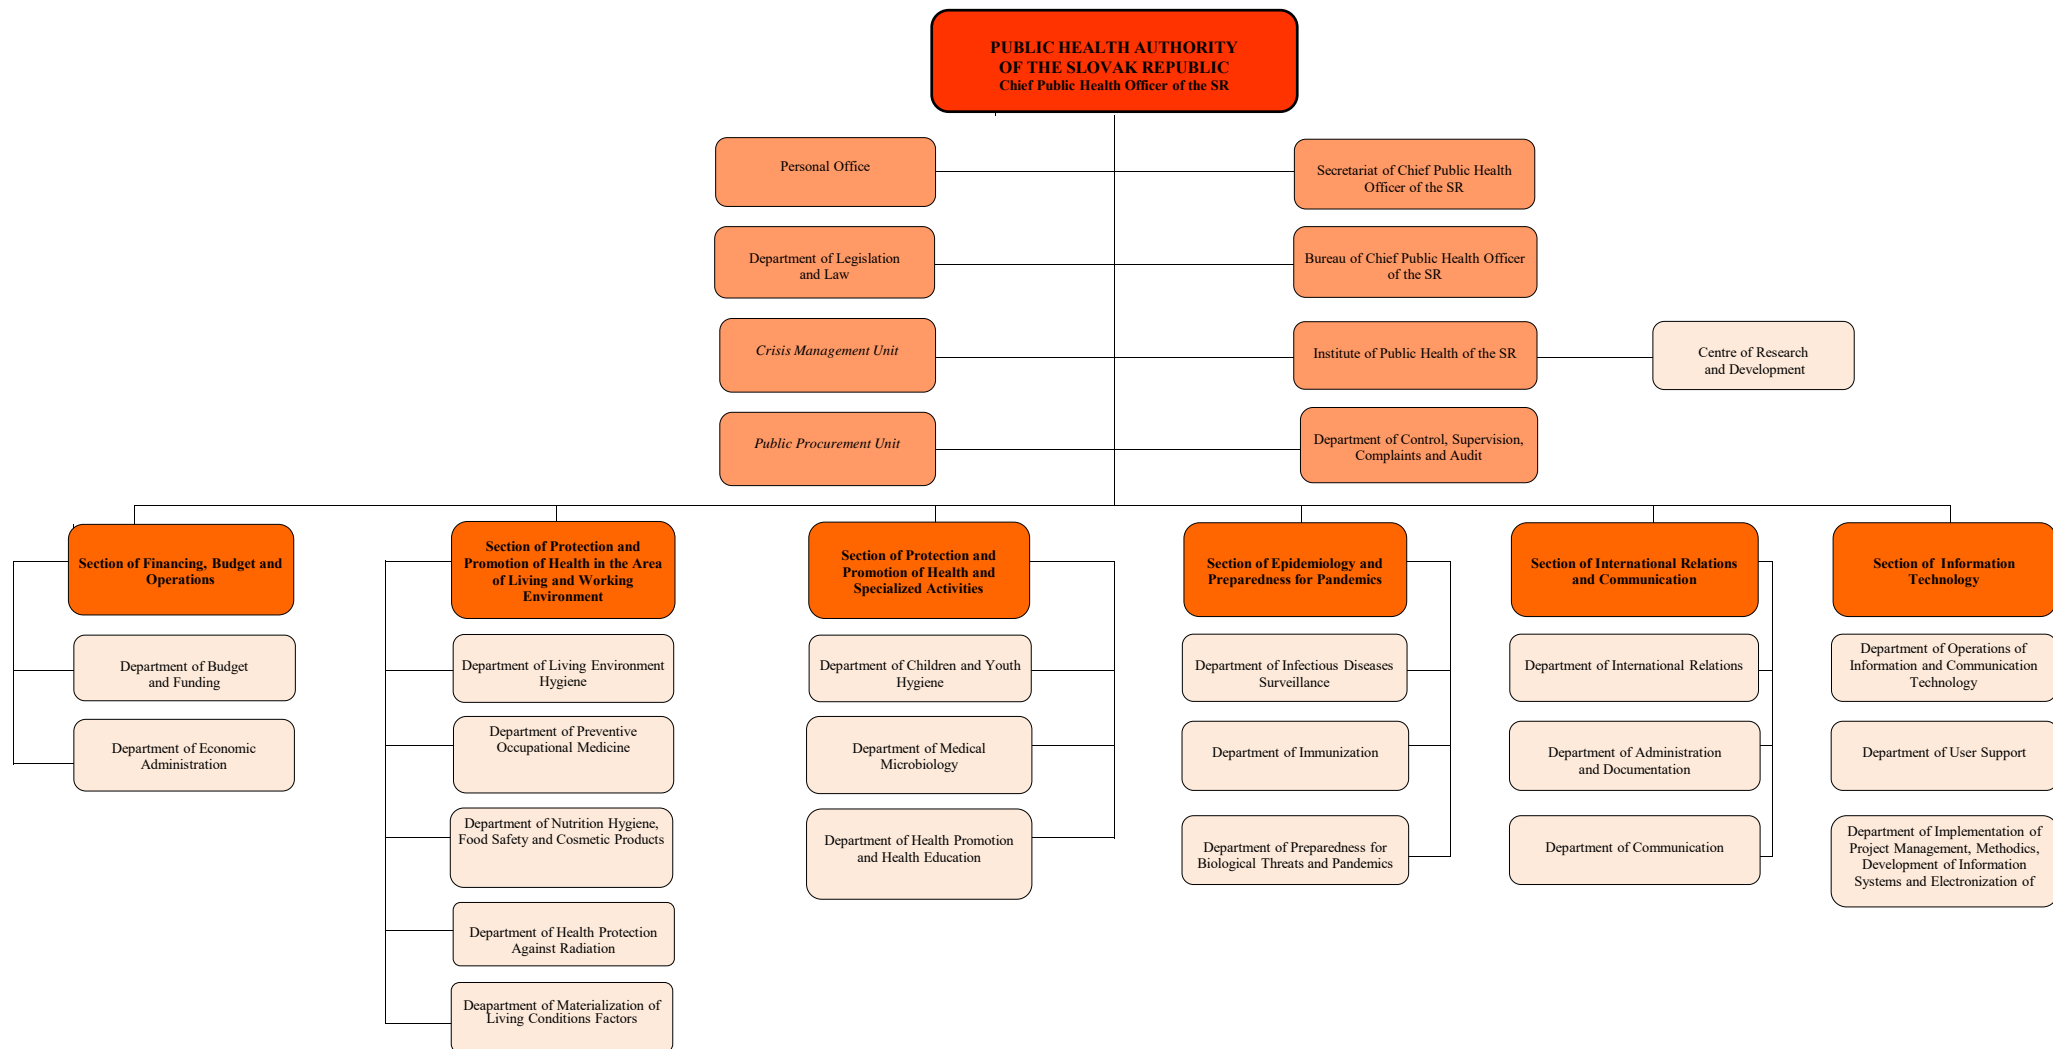 PUBLIC HEALTH AUTHORITY
OF THE SLOVAK REPUBLIC
Chief Public Health Officer of the SR
Personal Office
Secretariat of Chief Public Health
Officer of the SR
Department of Legislation
and Law
Bureau of Chief Public Health Officer
of the SR
Crisis Management Unit
Institute of Public Health of the SR
Centre of Research
and Development
Public Procurement Unit
Department of Control, Supervision,
Complaints and Audit
Section of Financing, Budget and
Operations
Department of Budget
and Funding
Department of Economic
Administration
Section of Protection and
Promotion of Health in the Area
of Living and Working
Environment
Department of Living Environment
Hygiene
Department of Preventive
Occupational Medicine
Department of Nutrition Hygiene,
Food Safety and Cosmetic Products
Department of Health Protection
Against Radiation
Deapartment of Materialization of
Living Conditions Factors
Section of Protection and
Promotion of Health and
Specialized Activities
Department of Children and Youth
Hygiene
Department of Medical
Microbiology
Department of Health Promotion
and Health Education
Section of Epidemiology and
Preparedness for Pandemics
Department of Infectious Diseases
Surveillance
Department of Immunization
Department of Preparedness for
Biological Threats and Pandemics
Section of International Relations
and Communication
Department of International Relations
Department of Administration
and Documentation
Department of Communication
Section of Information
Technology
Department of Operations of
Information and Communication
Technology
Department of User Support
Department of Implementation of
Project Management, Methodics,
Development of Information
Systems and Electronization of